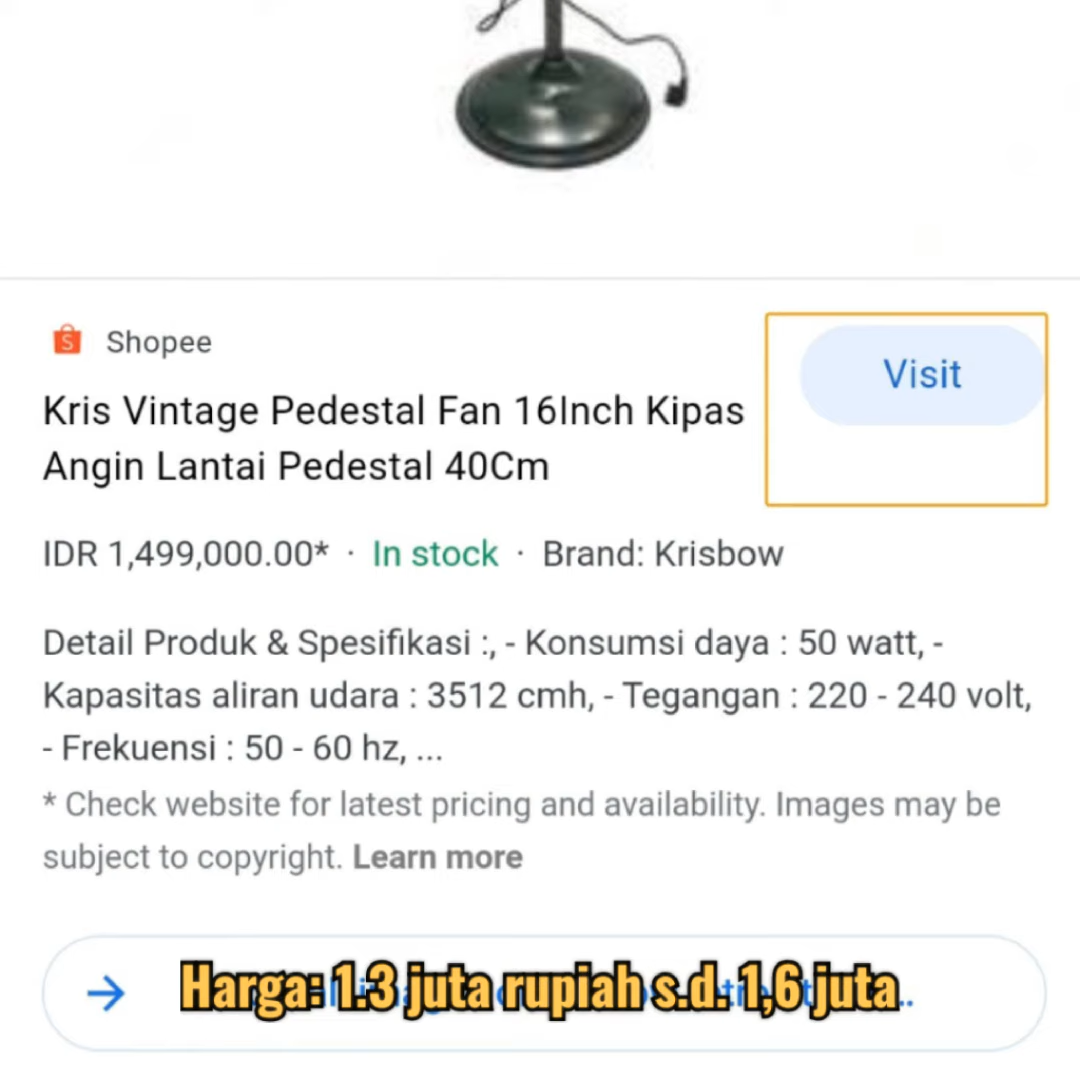 Shopee
Visit
Kris Vintage Pedestal Fan 16Inch Kipas
Angin Lantai Pedestal 40Cm
IDR 1,499,000.00* · In stock · Brand: Krisbow
Detail Produk & Spesifikasi :, - Konsumsi daya : 50 watt, -
Kapasitas aliran udara : 3512 cmh, - Tegangan : 220 - 240 volt,
- Frekuensi : 50 - 60 hz, ...
* Check website for latest pricing and availability. Images may be
subject to copyright. Learn more
Harga: 1.3 juta rupiah s.d. 1,6 juta